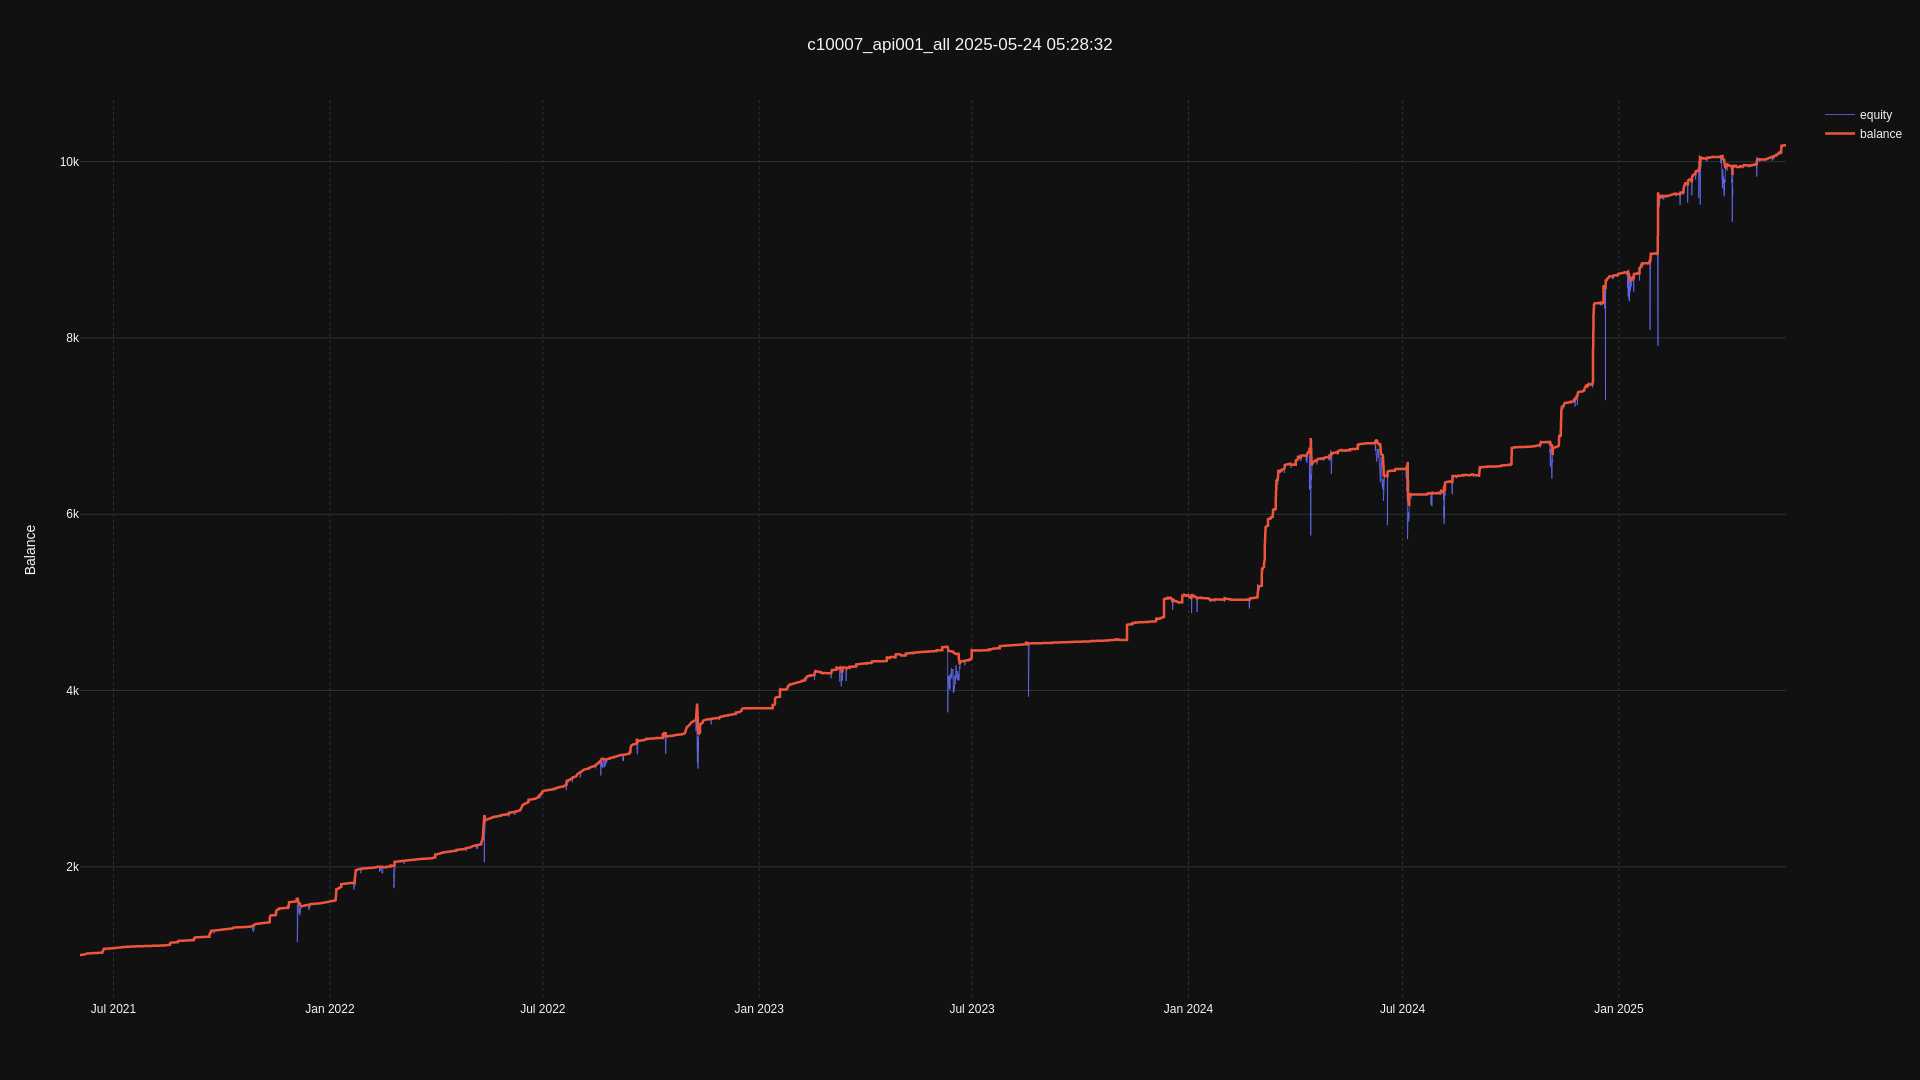 c10007_api001_all 2025-05-24 05:28:32
equity
balance
10k
8k
6k
4k
2k
Balance
Jul 2021
Jan 2022
Jul 2022
Jan 2023
Jul 2023
Jan 2024
Jul 2024
Jan 2025